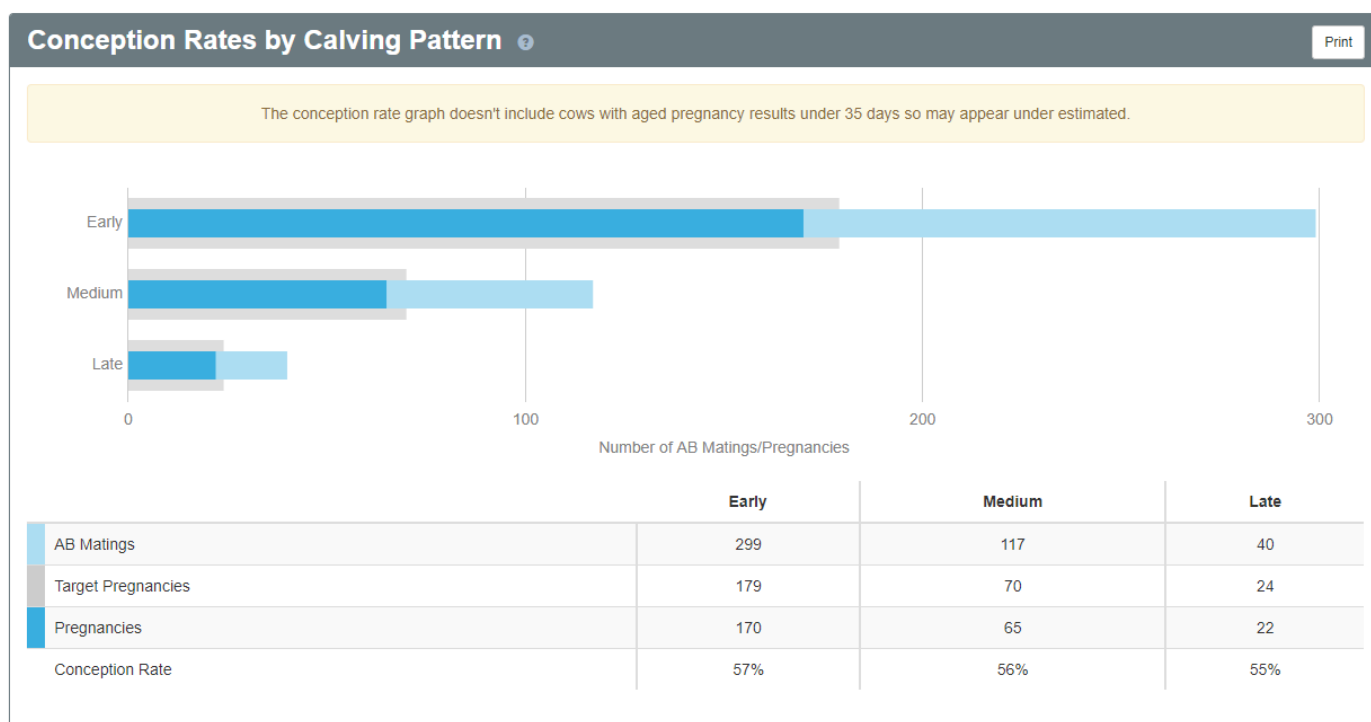 Conception Rates by Calving Pattern ?
Print
The conception rate graph doesn't include cows with aged pregnancy results under 35 days so may appear under estimated.
Early
Medium
Late
0 100 200 300
Number of AB Matings/Pregnancies
Early Medium Late
AB Matings 299 117 40
Target Pregnancies 179 70 24
Pregnancies 170 65 22
Conception Rate 57% 56% 55%